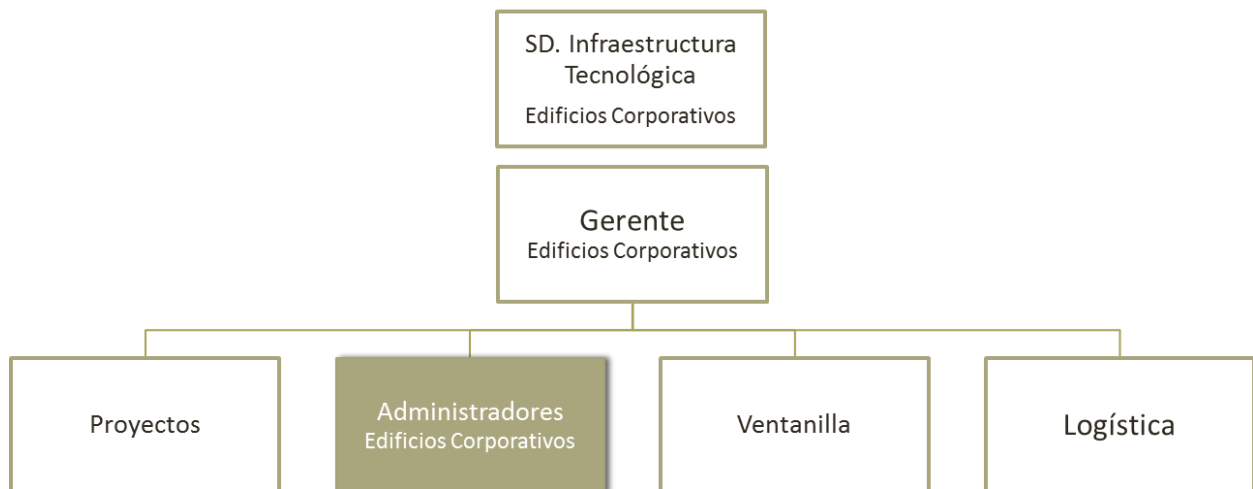 SD. Infraestructura
Tecnológica
Edificios Corporativos
Gerente
Edificios Corporativos
Proyectos
Administradores
Edificios Corporativos
Ventanilla
Logística